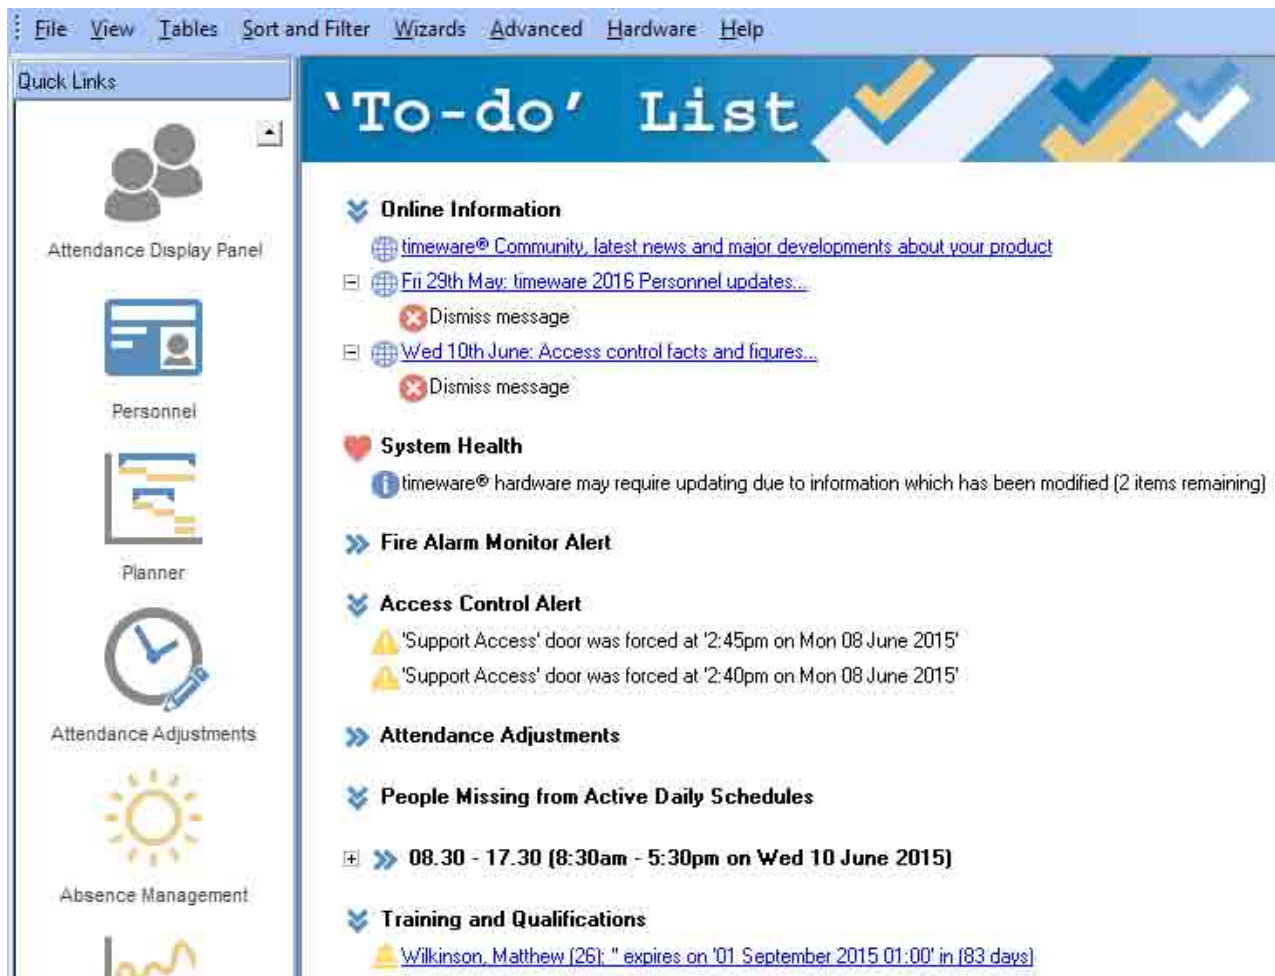 File View Tables Sort and Filter Wizards Advanced Hardware Help
Quick Links
Attendance Display Panel
Personnel
Planner
Attendance Adjustments
Absence Management
'To-do' List
Online Information
timeware® Community, latest news and major developments about your product
Fri 29th May: timeware 2016 Personnel updates...
Dismiss message
Wed 10th June: Access control facts and figures...
Dismiss message
System Health
timeware® hardware may require updating due to information which has been modified (2 items remaining)
Fire Alarm Monitor Alert
Access Control Alert
'Support Access' door was forced at '2:45pm on Mon 08 June 2015'
'Support Access' door was forced at '2:40pm on Mon 08 June 2015'
Attendance Adjustments
People Missing from Active Daily Schedules
08.30 - 17.30 (8:30am - 5:30pm on Wed 10 June 2015)
Training and Qualifications
Wilkinson, Matthew (26): '' expires on '01 September 2015 01:00' in (83 days)